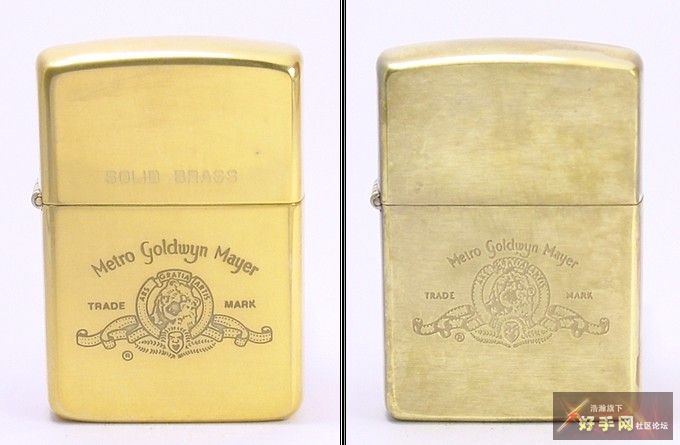 SOLID BRASS
Metro Goldwyn Mayer
ARS GRATIA ARTIS
TRADE MARK
®
Metro Goldwyn Mayer
ARS GRATIA ARTIS
TRADE MARK
®
浩瀚旗下
好手网 社区论坛